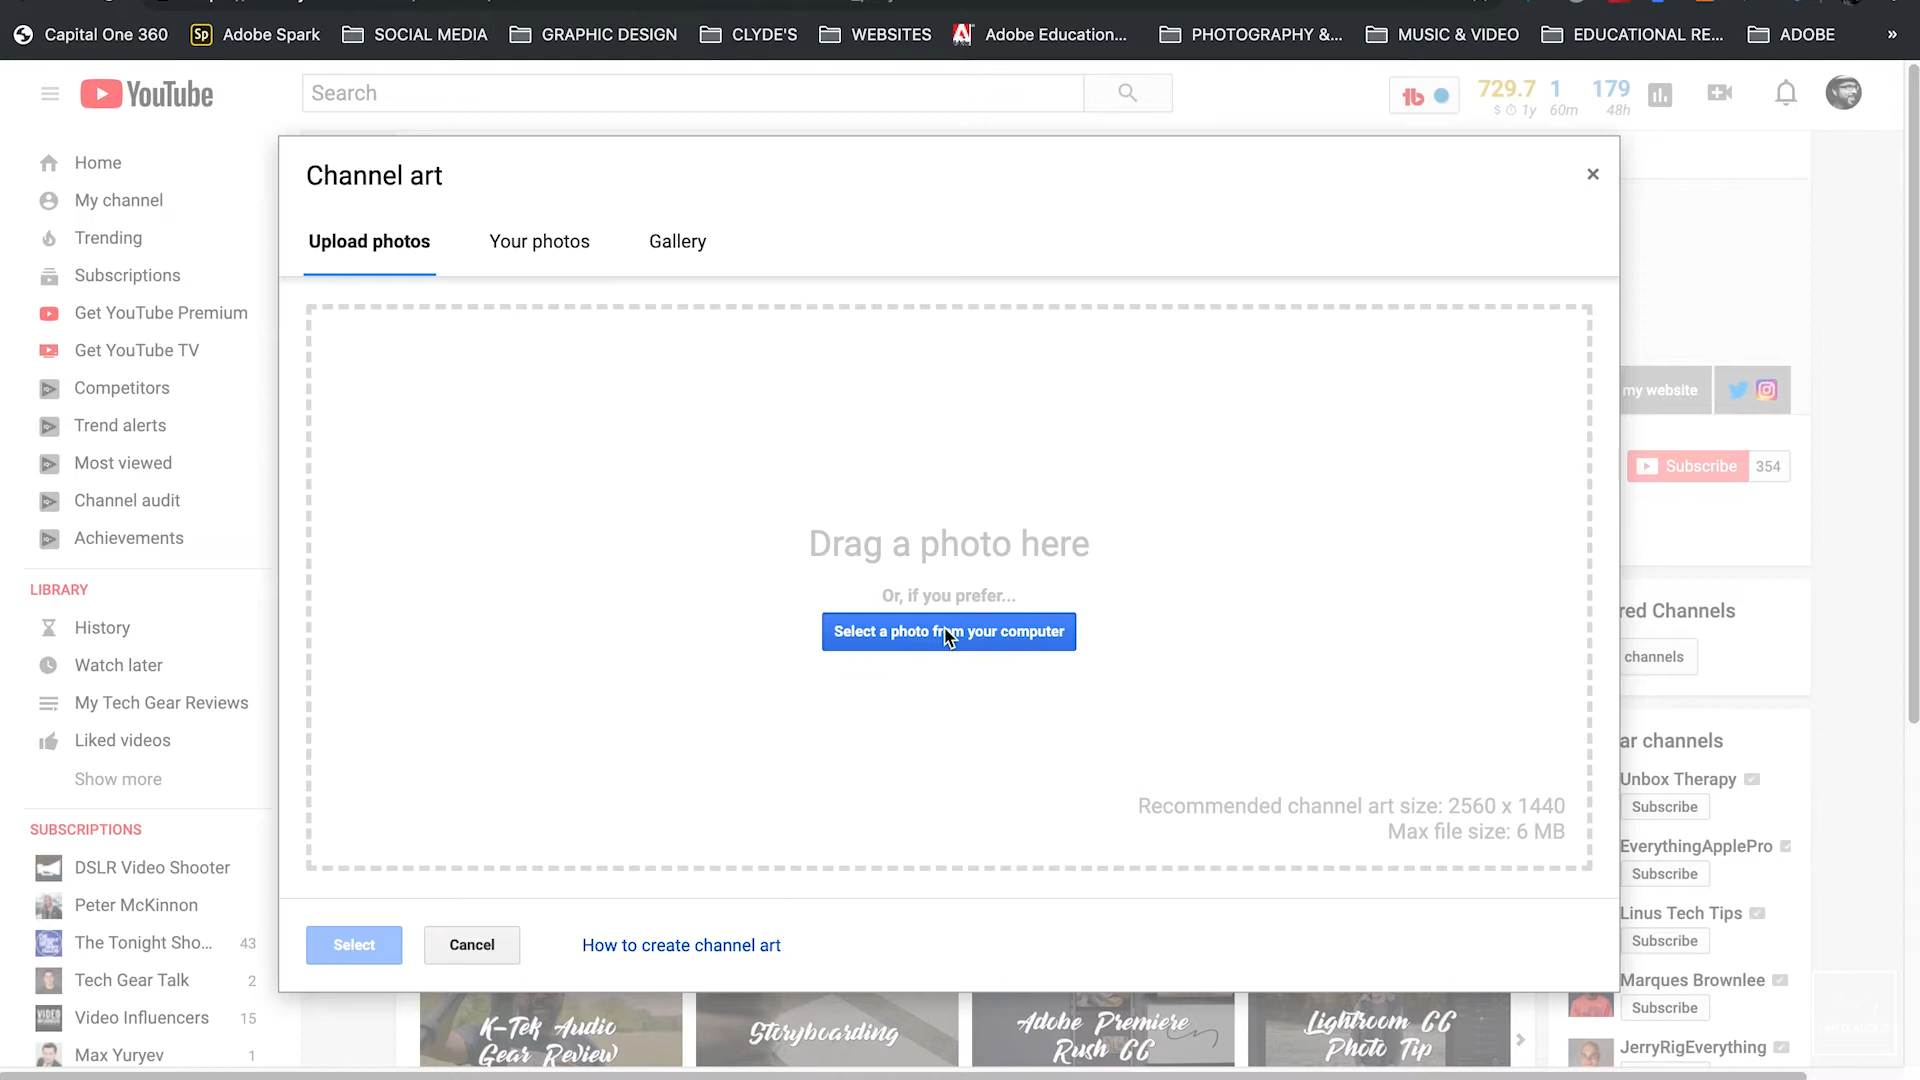 Capital One 360
Sp Adobe Spark
SOCIAL MEDIA
GRAPHIC DESIGN
CLYDE'S
WEBSITES
Adobe Education...
PHOTOGRAPHY &...
MUSIC & VIDEO
EDUCATIONAL RE...
ADOBE
»
YouTube
Search
tb
729.7 1 179
$ 1y 60m 48h
Channel art
×
Upload photos
Your photos
Gallery
Home
My channel
Trending
Subscriptions
Get YouTube Premium
Get YouTube TV
Competitors
Trend alerts
Most viewed
Channel audit
Achievements
LIBRARY
History
Watch later
My Tech Gear Reviews
Liked videos
Show more
SUBSCRIPTIONS
DSLR Video Shooter
Peter McKinnon
The Tonight Sho... 43
Tech Gear Talk 2
Video Influencers 15
Max Yuryev 1
Drag a photo here
Or, if you prefer...
Select a photo from your computer
Recommended channel art size: 2560 x 1440
Max file size: 6 MB
Select
Cancel
How to create channel art
my website
Subscribe 354
red Channels
channels
ar channels
Unbox Therapy
Subscribe
EverythingApplePro
Subscribe
Linus Tech Tips
Subscribe
Marques Brownlee
Subscribe
JerryRigEverything
K-Tek Audio
Gear Review
Storyboarding
Adobe Premiere
Rush CC
Lightroom CC
Photo Tip